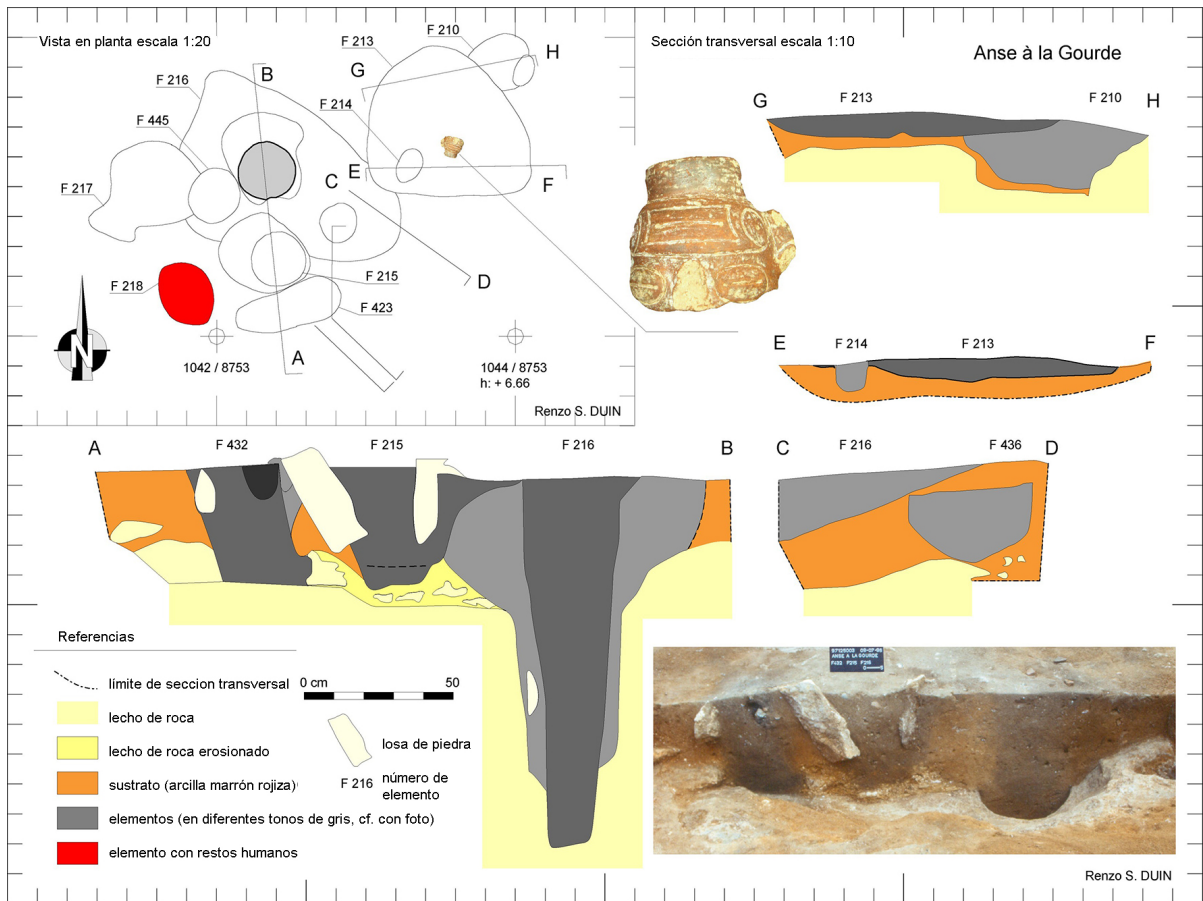 Vista en planta escala 1:20
F 210
F 213
H
G
B
F 216
F 214
F 445
E
C
F
F 217
F 215
D
F 218
F 423
N
A
1042 / 8753
1044 / 8753
h: + 6.66
Renzo S. DUIN
Sección transversal escala 1:10
Anse à la Gourde
G
F 213
F 210
H
E
F 214
F 213
F
A
F 432
F 215
F 216
B
C
F 216
F 436
D
Referencias
límite de seccion transversal
lecho de roca
lecho de roca erosionado
sustrato (arcilla marrón rojiza)
elementos (en diferentes tonos de gris, cf. con foto)
elemento con restos humanos
0 cm
50
losa de piedra
F 216
número de
elemento
ANSE A LA GOURDE
Renzo S. DUIN